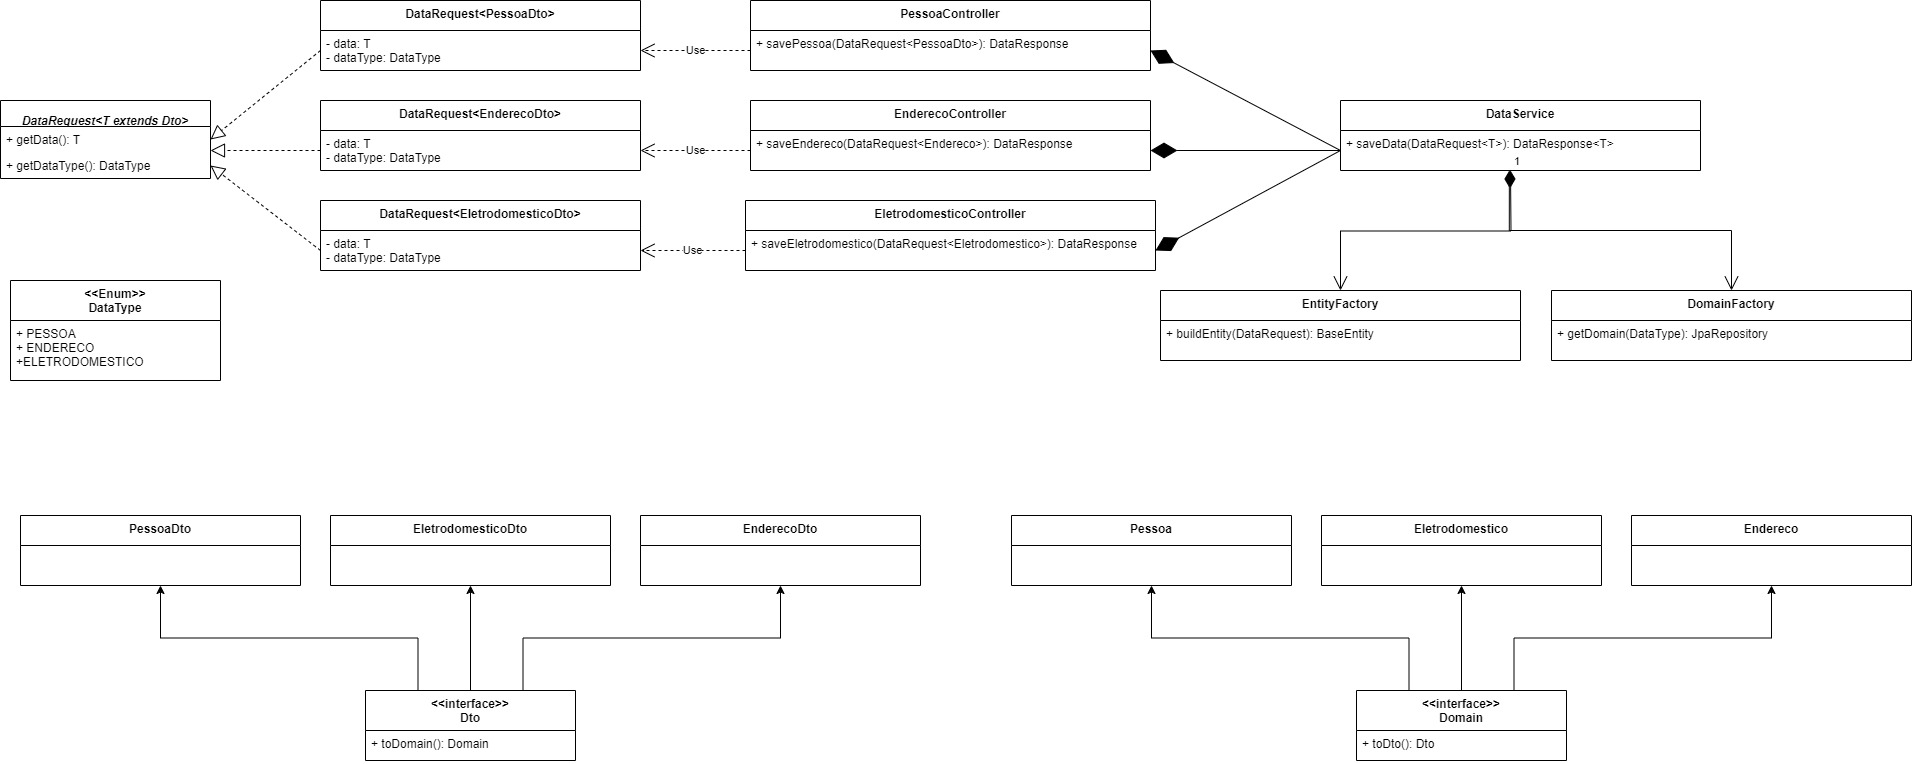 DataRequest<PessoaDto>
- data: T
- dataType: DataType
Use
PessoaController
+ savePessoa(DataRequest<PessoaDto>): DataResponse
DataRequest<T extends Dto>
+ getData(): T
+ getDataType(): DataType
DataRequest<EnderecoDto>
- data: T
- dataType: DataType
Use
EnderecoController
+ saveEndereco(DataRequest<Endereco>): DataResponse
DataService
+ saveData(DataRequest<T>): DataResponse<T>
1
DataRequest<EletrodomesticoDto>
- data: T
- dataType: DataType
Use
EletrodomesticoController
+ saveEletrodomestico(DataRequest<Eletrodomestico>): DataResponse
<<Enum>>
DataType
+ PESSOA
+ ENDERECO
+ELETRODOMESTICO
EntityFactory
+ buildEntity(DataRequest): BaseEntity
DomainFactory
+ getDomain(DataType): JpaRepository
PessoaDto
EletrodomesticoDto
EnderecoDto
Pessoa
Eletrodomestico
Endereco
<<interface>>
Dto
+ toDomain(): Domain
<<interface>>
Domain
+ toDto(): Dto